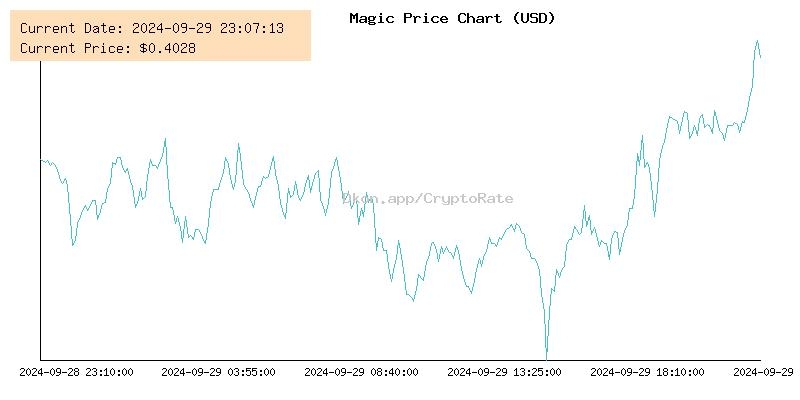 Magic Price Chart (USD)
Current Date: 2024-09-29 23:07:13
Current Price: $0.4028
Ukon.app/CryptoRate
2024-09-28 23:10:00
2024-09-29 03:55:00
2024-09-29 08:40:00
2024-09-29 13:25:00
2024-09-29 18:10:00
2024-09-29